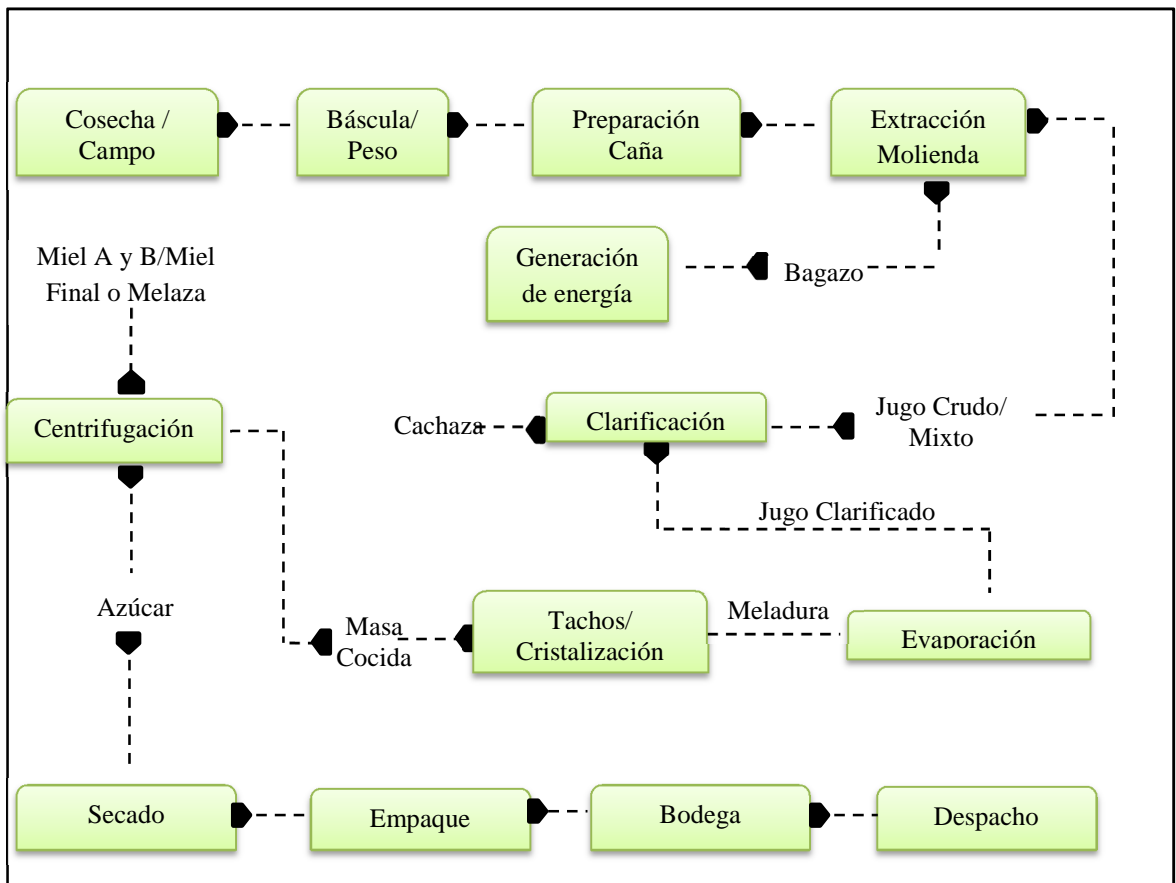 Cosecha /
Campo
Báscula/
Peso
Preparación
Caña
Extracción
Molienda
Miel A y B/Miel
Final o Melaza
Generación
de energía
Bagazo
Centrifugación
Cachaza
Clarificación
Jugo Crudo/
Mixto
Jugo Clarificado
Azúcar
Masa
Cocida
Tachos/
Cristalización
Meladura
Evaporación
Secado
Empaque
Bodega
Despacho